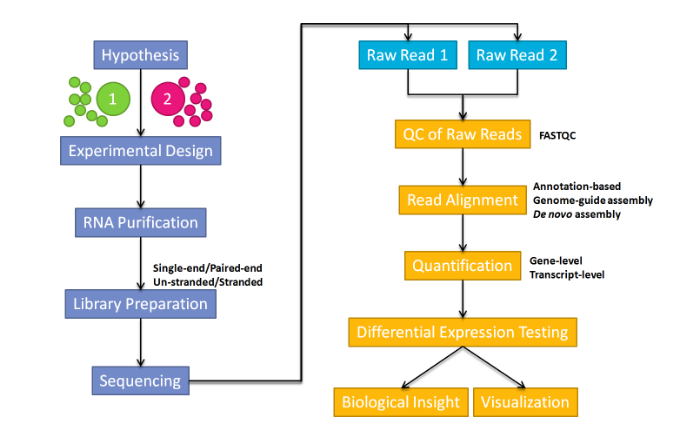 Hypothesis
1
2
Experimental Design
RNA Purification
Single-end/Paired-end
Un-stranded/Stranded
Library Preparation
Sequencing
Raw Read 1
Raw Read 2
QC of Raw Reads
FASTQC
Read Alignment
Annotation-based
Genome-guide assembly
De novo assembly
Quantification
Gene-level
Transcript-level
Differential Expression Testing
Biological Insight
Visualization